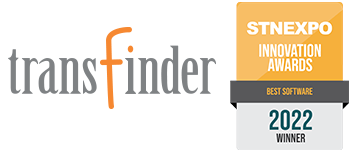 transfinder
STNEXPO
INNOVATION
AWARDS
BEST SOFTWARE
2022
WINNER